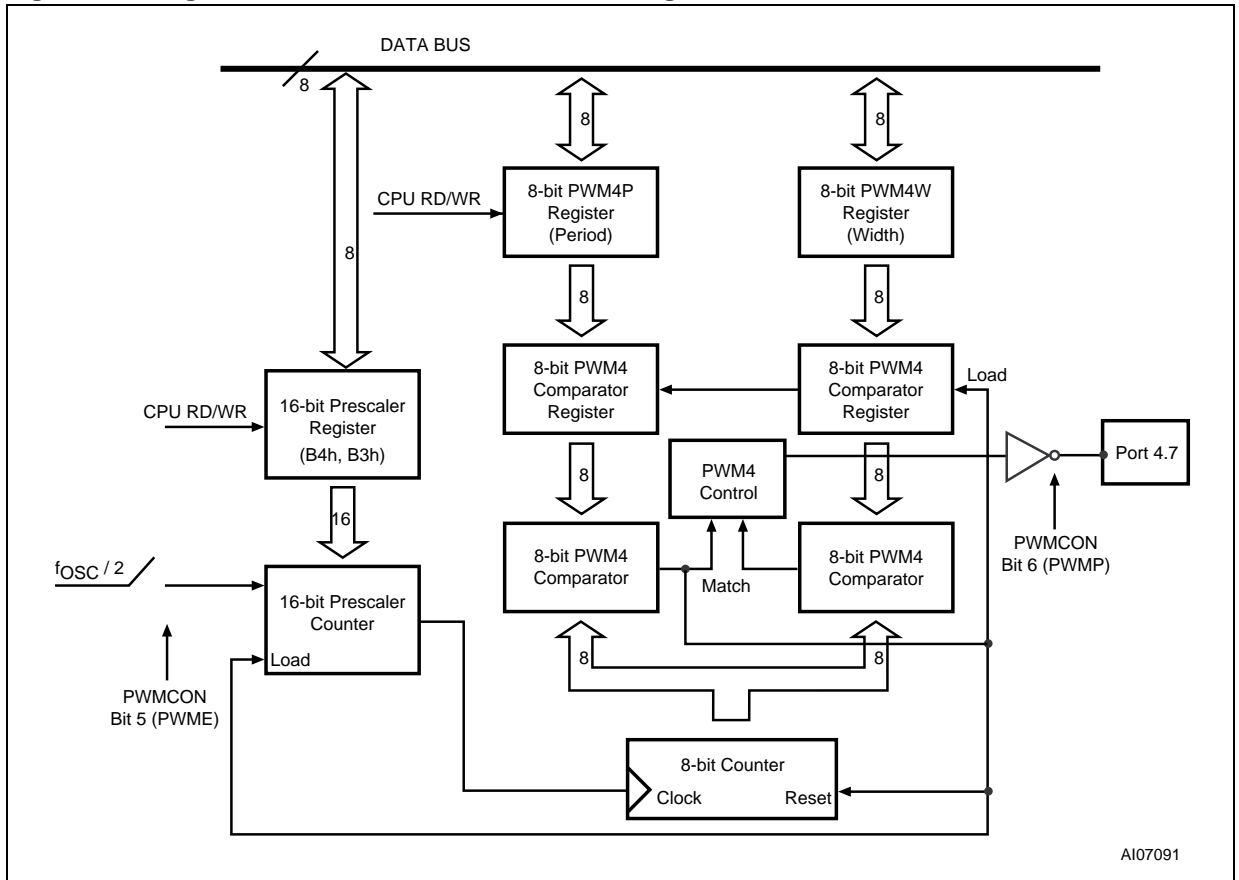 DATA BUS
8
8
8
8-bit PWM4P
Register
(Period)
8-bit PWM4W
Register
(Width)
CPU RD/WR
8
8
8
8-bit PWM4
Comparator
Register
8-bit PWM4
Comparator
Register
Load
CPU RD/WR
16-bit Prescaler
Register
(B4h, B3h)
PWM4
Control
Port 4.7
8
8
16
8-bit PWM4
Comparator
8-bit PWM4
Comparator
Match
PWMCON
Bit 6 (PWMP)
fOSC / 2
16-bit Prescaler
Counter
Load
8
8
PWMCON
Bit 5 (PWME)
8-bit Counter
Clock
Reset
AI07091